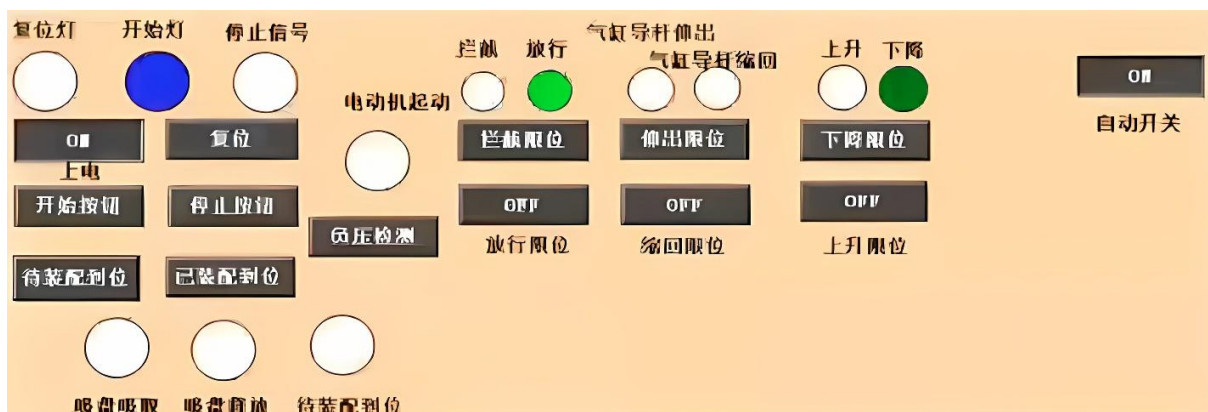 复位灯 开始灯 停止信号
气缸导杆伸出
拦截 放行 气缸导杆缩回 上升 下降
ON
电动机起动
自动开关
ON 复位 拦截限位 伸出限位 下降限位
上电
开始按钮 停止按钮 OFF OFF OFF
负压检测 放行限位 缩回限位 上升限位
待装配到位 已装配到位
吸盘吸取 吸盘释放 待装配到位